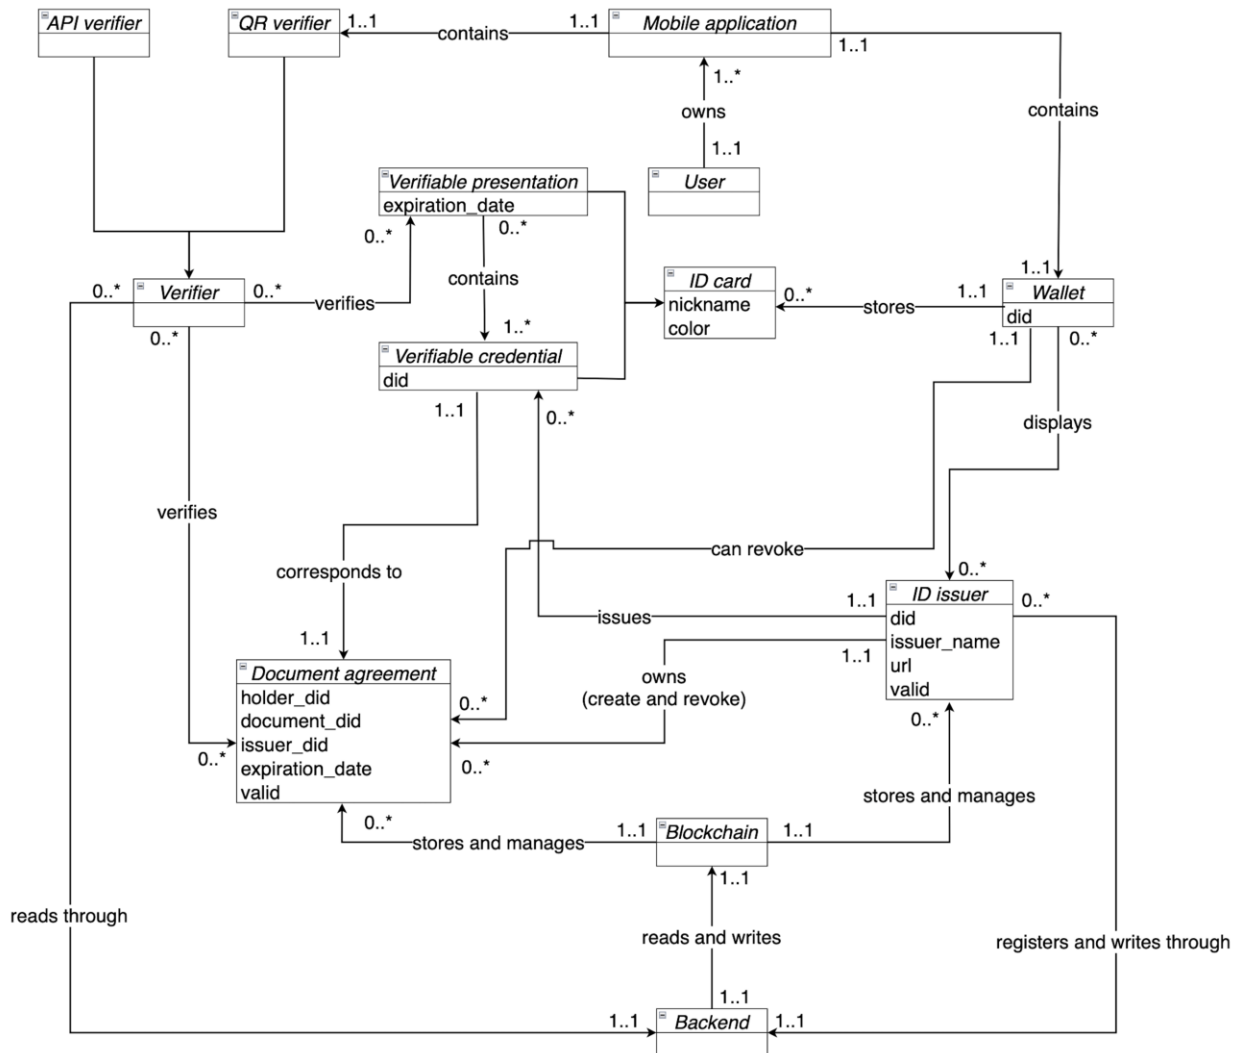 API verifier
QR verifier
1..1
contains
1..1
Mobile application
1..1
1..*
owns
contains
1..1
Verifiable presentation
User
expiration_date
0..*
0..*
contains
1..1
ID card
0..*
Verifier
0..*
verifies
nickname
0..*
stores
1..1
Wallet
color
did
0..*
1..*
1..1
0..*
Verifiable credential
did
1..1
0..*
displays
verifies
can revoke
corresponds to
0..*
ID issuer
1..1
issues
1..1
did
0..*
issuer_name
url
valid
1..1
owns
(create and revoke)
Document agreement
holder_did
document_did
issuer_did
expiration_date
valid
0..*
0..*
0..*
0..*
stores and manages
0..*
stores and manages
1..1
Blockchain
1..1
1..1
reads through
reads and writes
registers and writes through
1..1
1..1
Backend
1..1